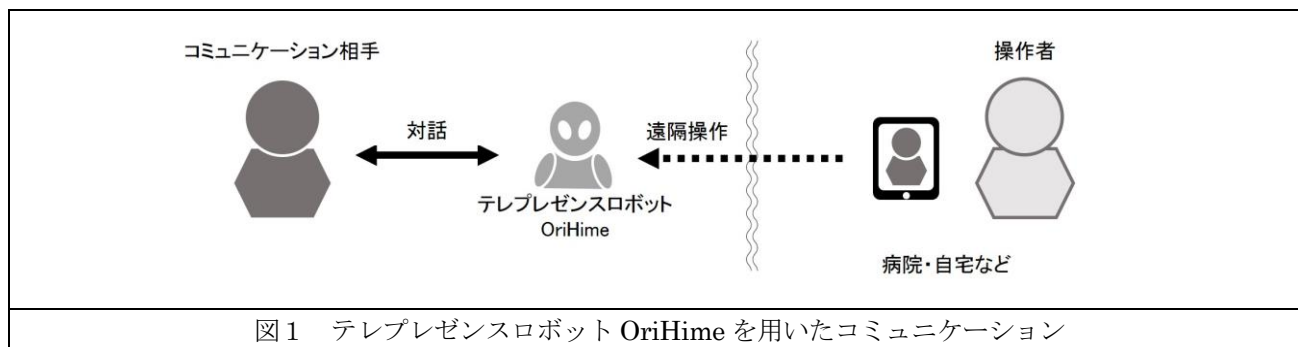 コミュニケーション相手
対話
テレプレゼンスロボット
OriHime
遠隔操作
操作者
病院・自宅など
図1 テレプレゼンスロボット OriHime を用いたコミュニケーション